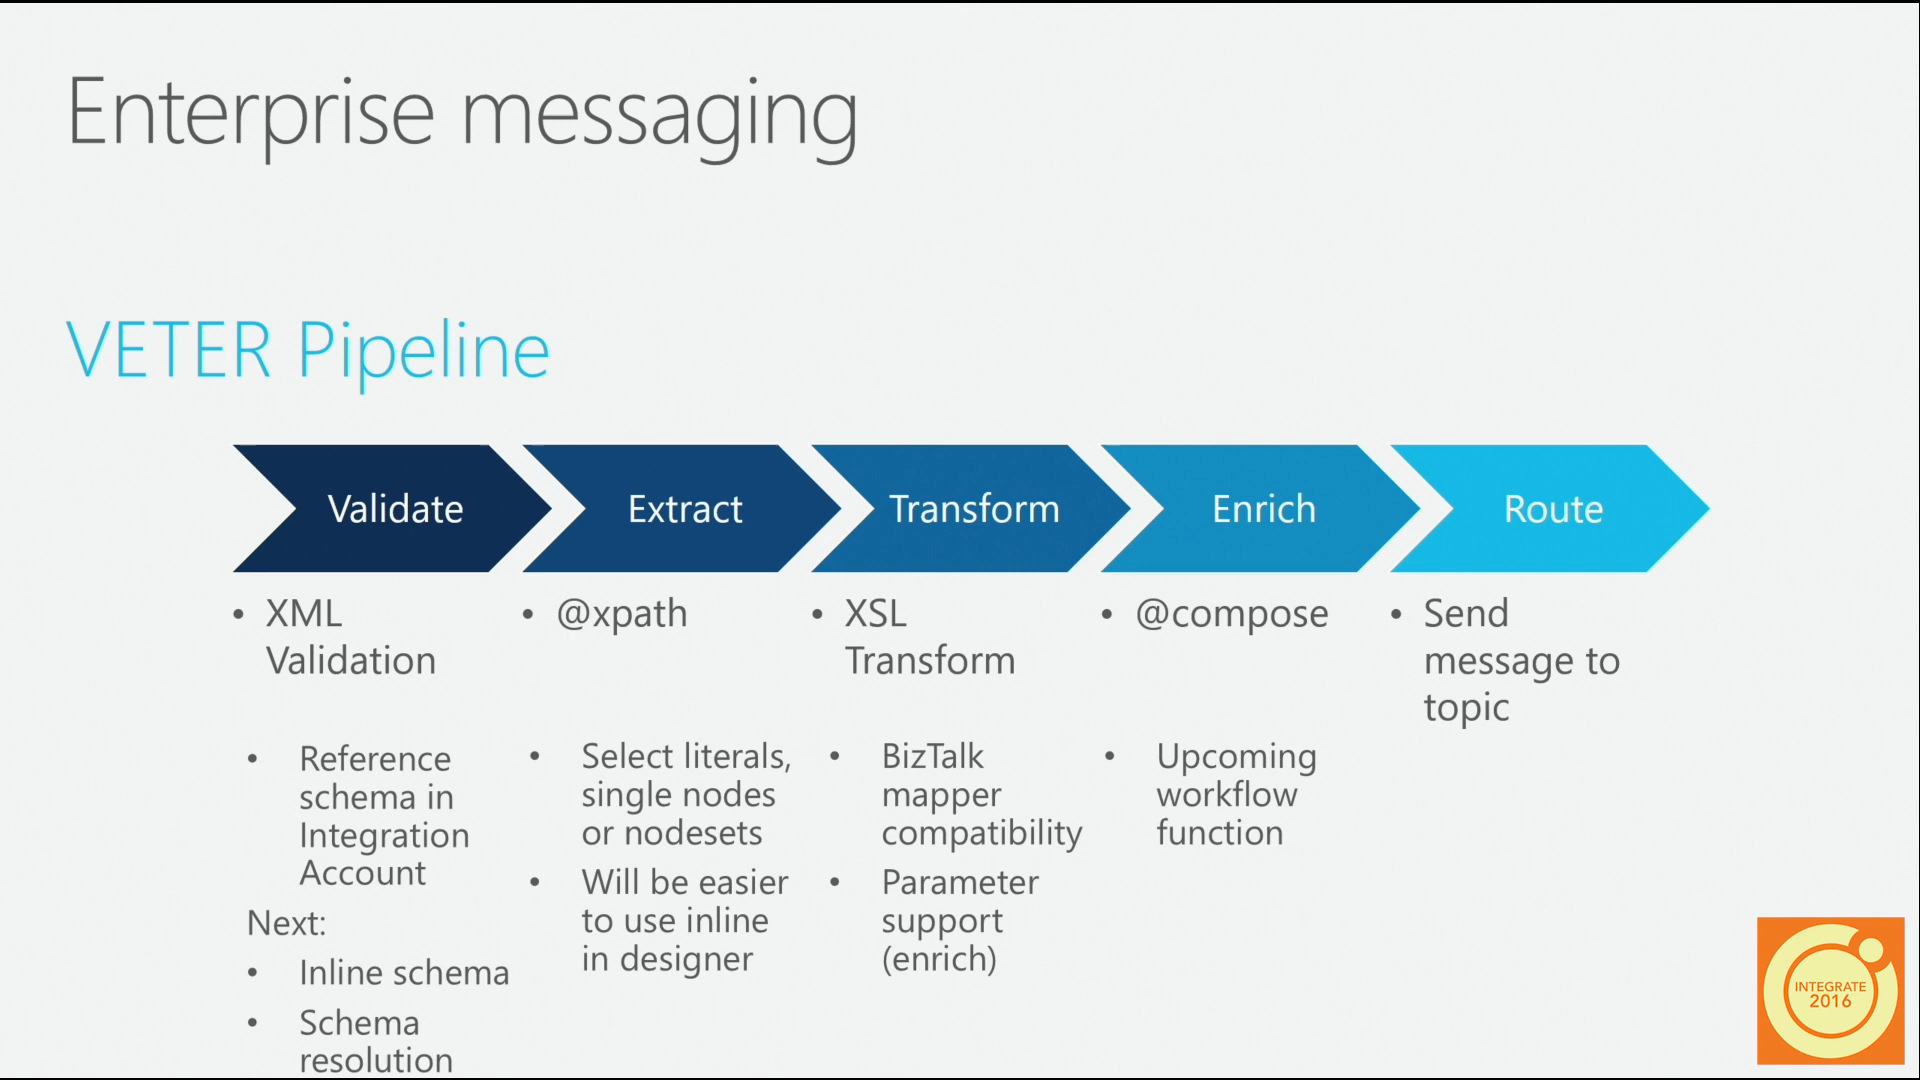 Enterprise messaging
VETER Pipeline
Validate
Extract
Transform
Enrich
Route
• XML
Validation
• Reference
schema in
Integration
Account
Next:
• Inline schema
• Schema
resolution
• @xpath
• Select literals,
single nodes
or nodesets
• Will be easier
to use inline
in designer
• XSL
Transform
• BizTalk
mapper
compatibility
• Parameter
support
(enrich)
• @compose
• Upcoming
workflow
function
• Send
message to
topic
INTEGRATE
2016